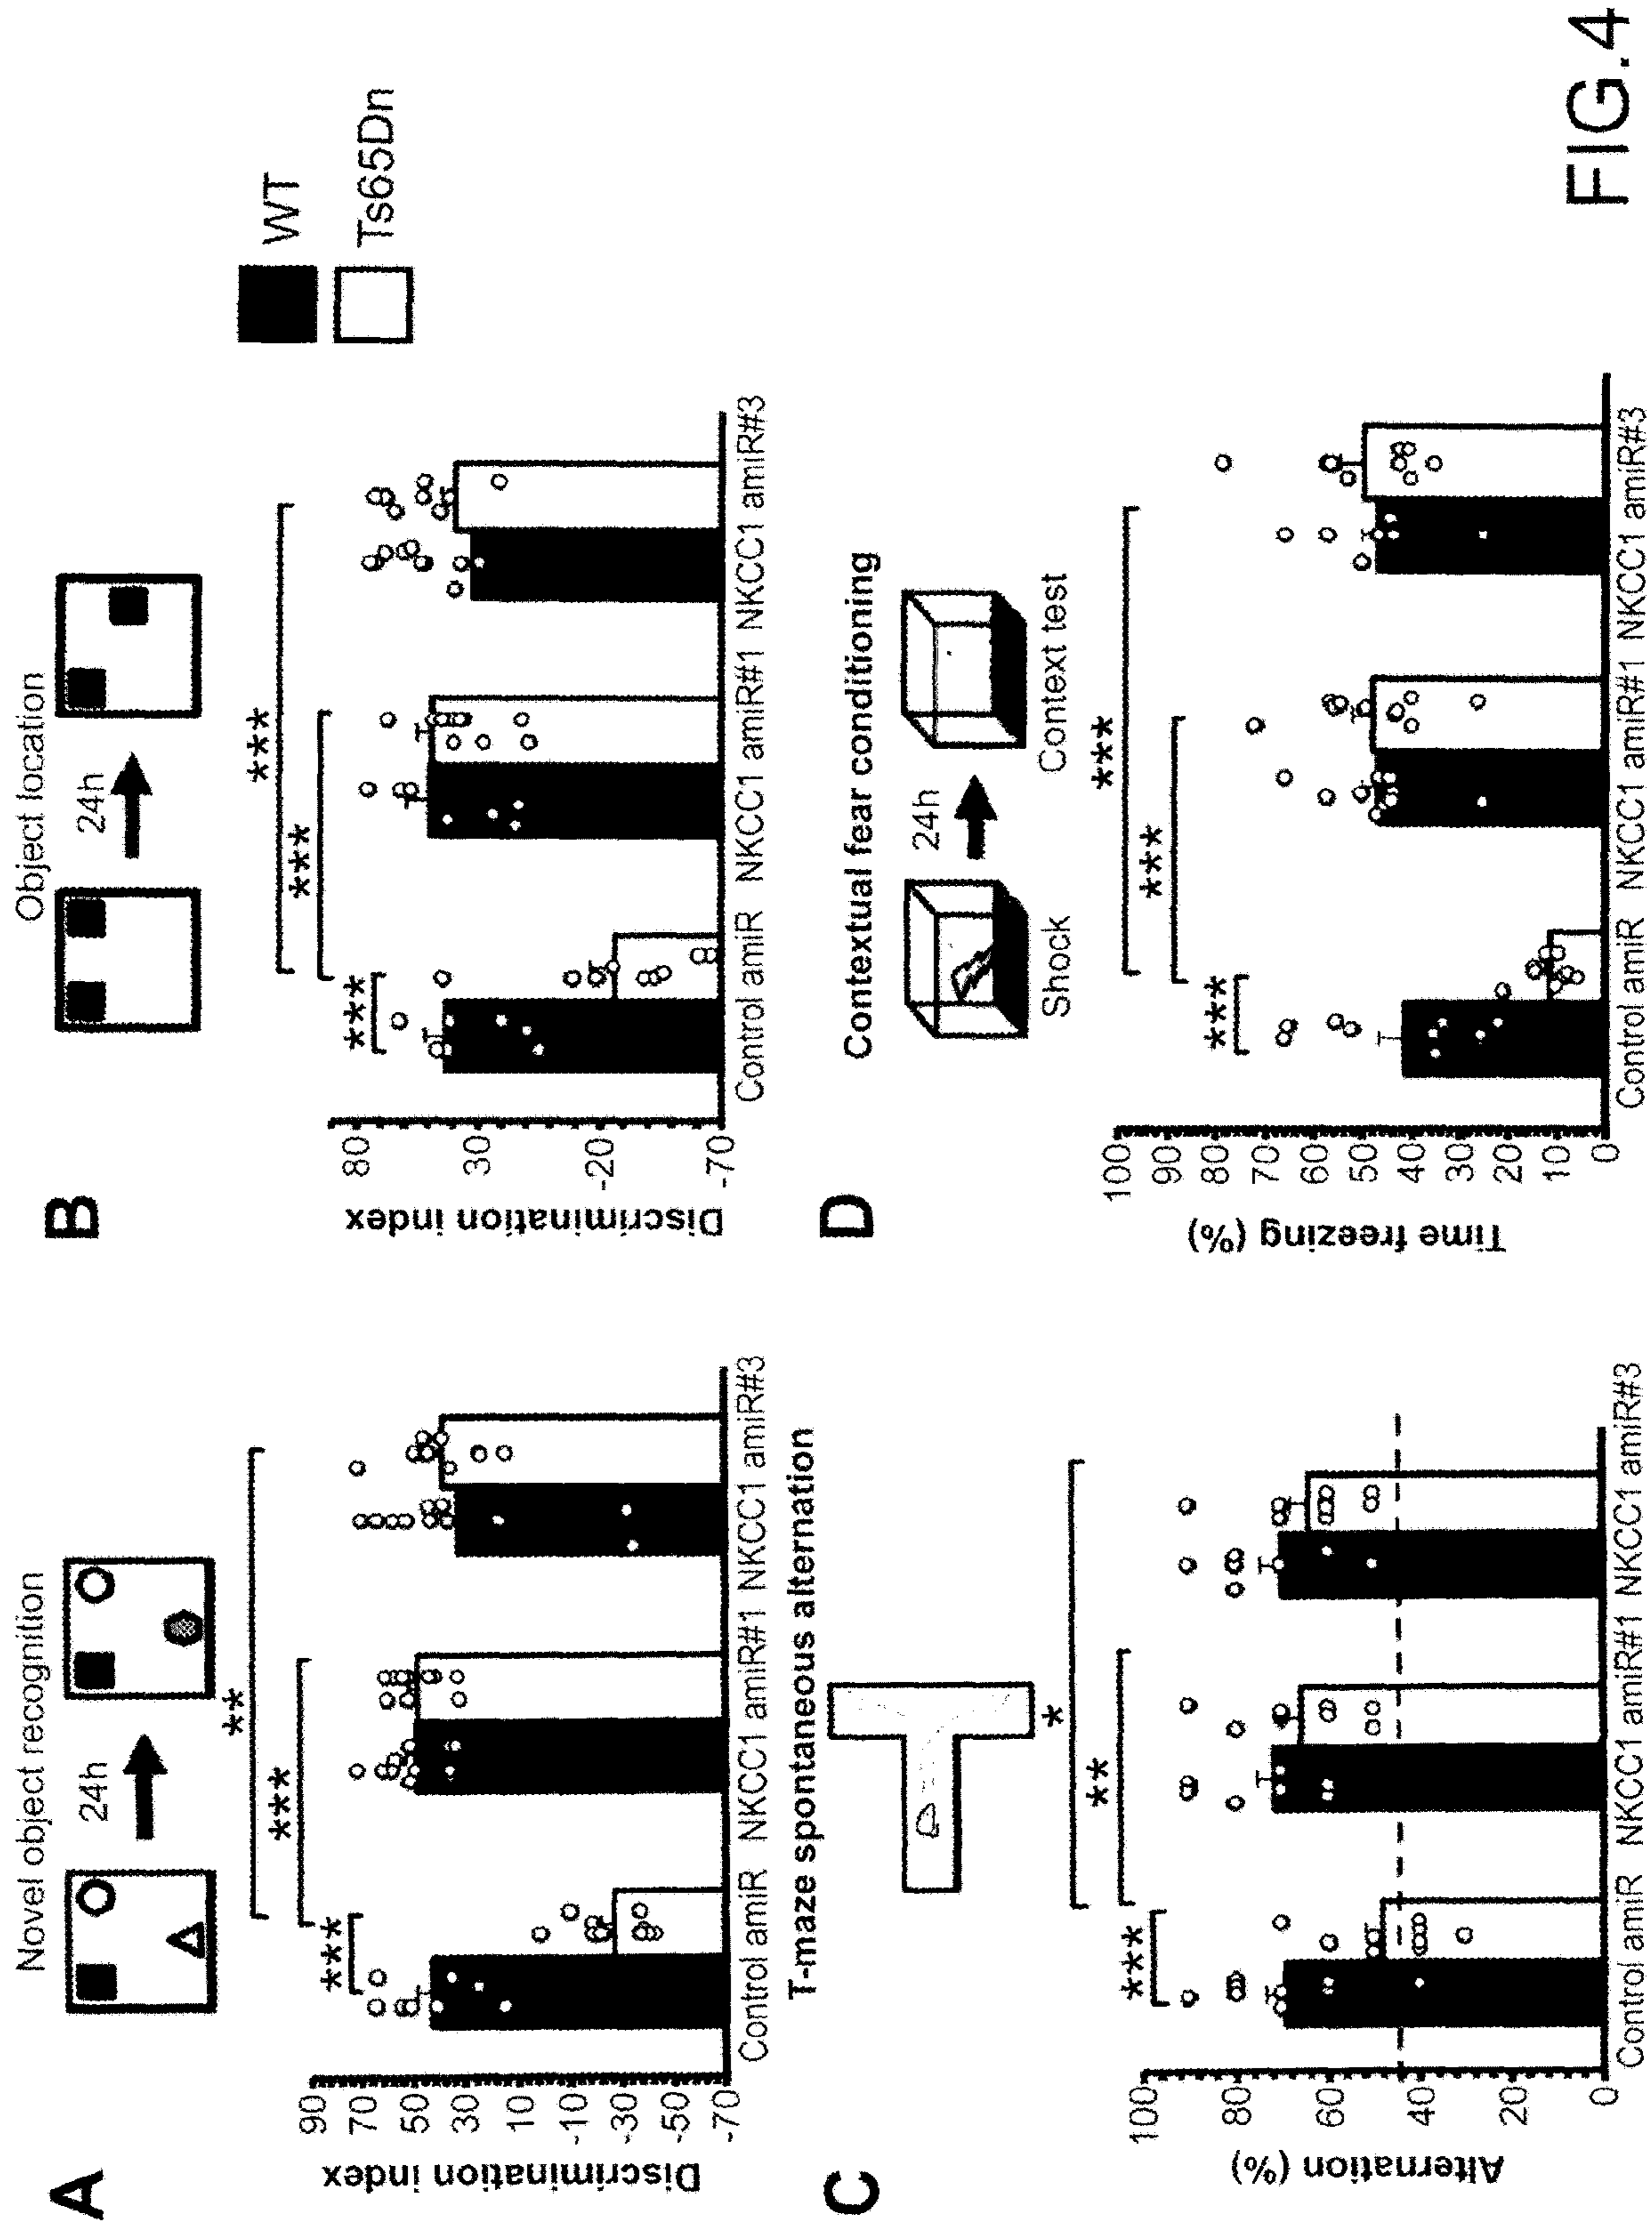 A
Novel object recognition
24h
**
***
***
Discrimination index
90
70
50
30
10
-10
-30
-50
-70
Control amiR NKCC1 amiR#1 NKCC1 amiR#3
B
Object location
24h
***
***
***
Discrimination index
80
30
-20
-70
Control amiR NKCC1 amiR#1 NKCC1 amiR#3
WT
Ts65Dn
C
T-maze spontaneous alternation
*
**
***
Alternation (%)
100
80
60
40
20
0
Control amiR NKCC1 amiR#1 NKCC1 amiR#3
D
Contextual fear conditioning
24h
Shock
Context test
***
***
***
Time freezing (%)
100
90
80
70
60
50
40
30
20
10
0
Control amiR NKCC1 amiR#1 NKCC1 amiR#3
FIG.4